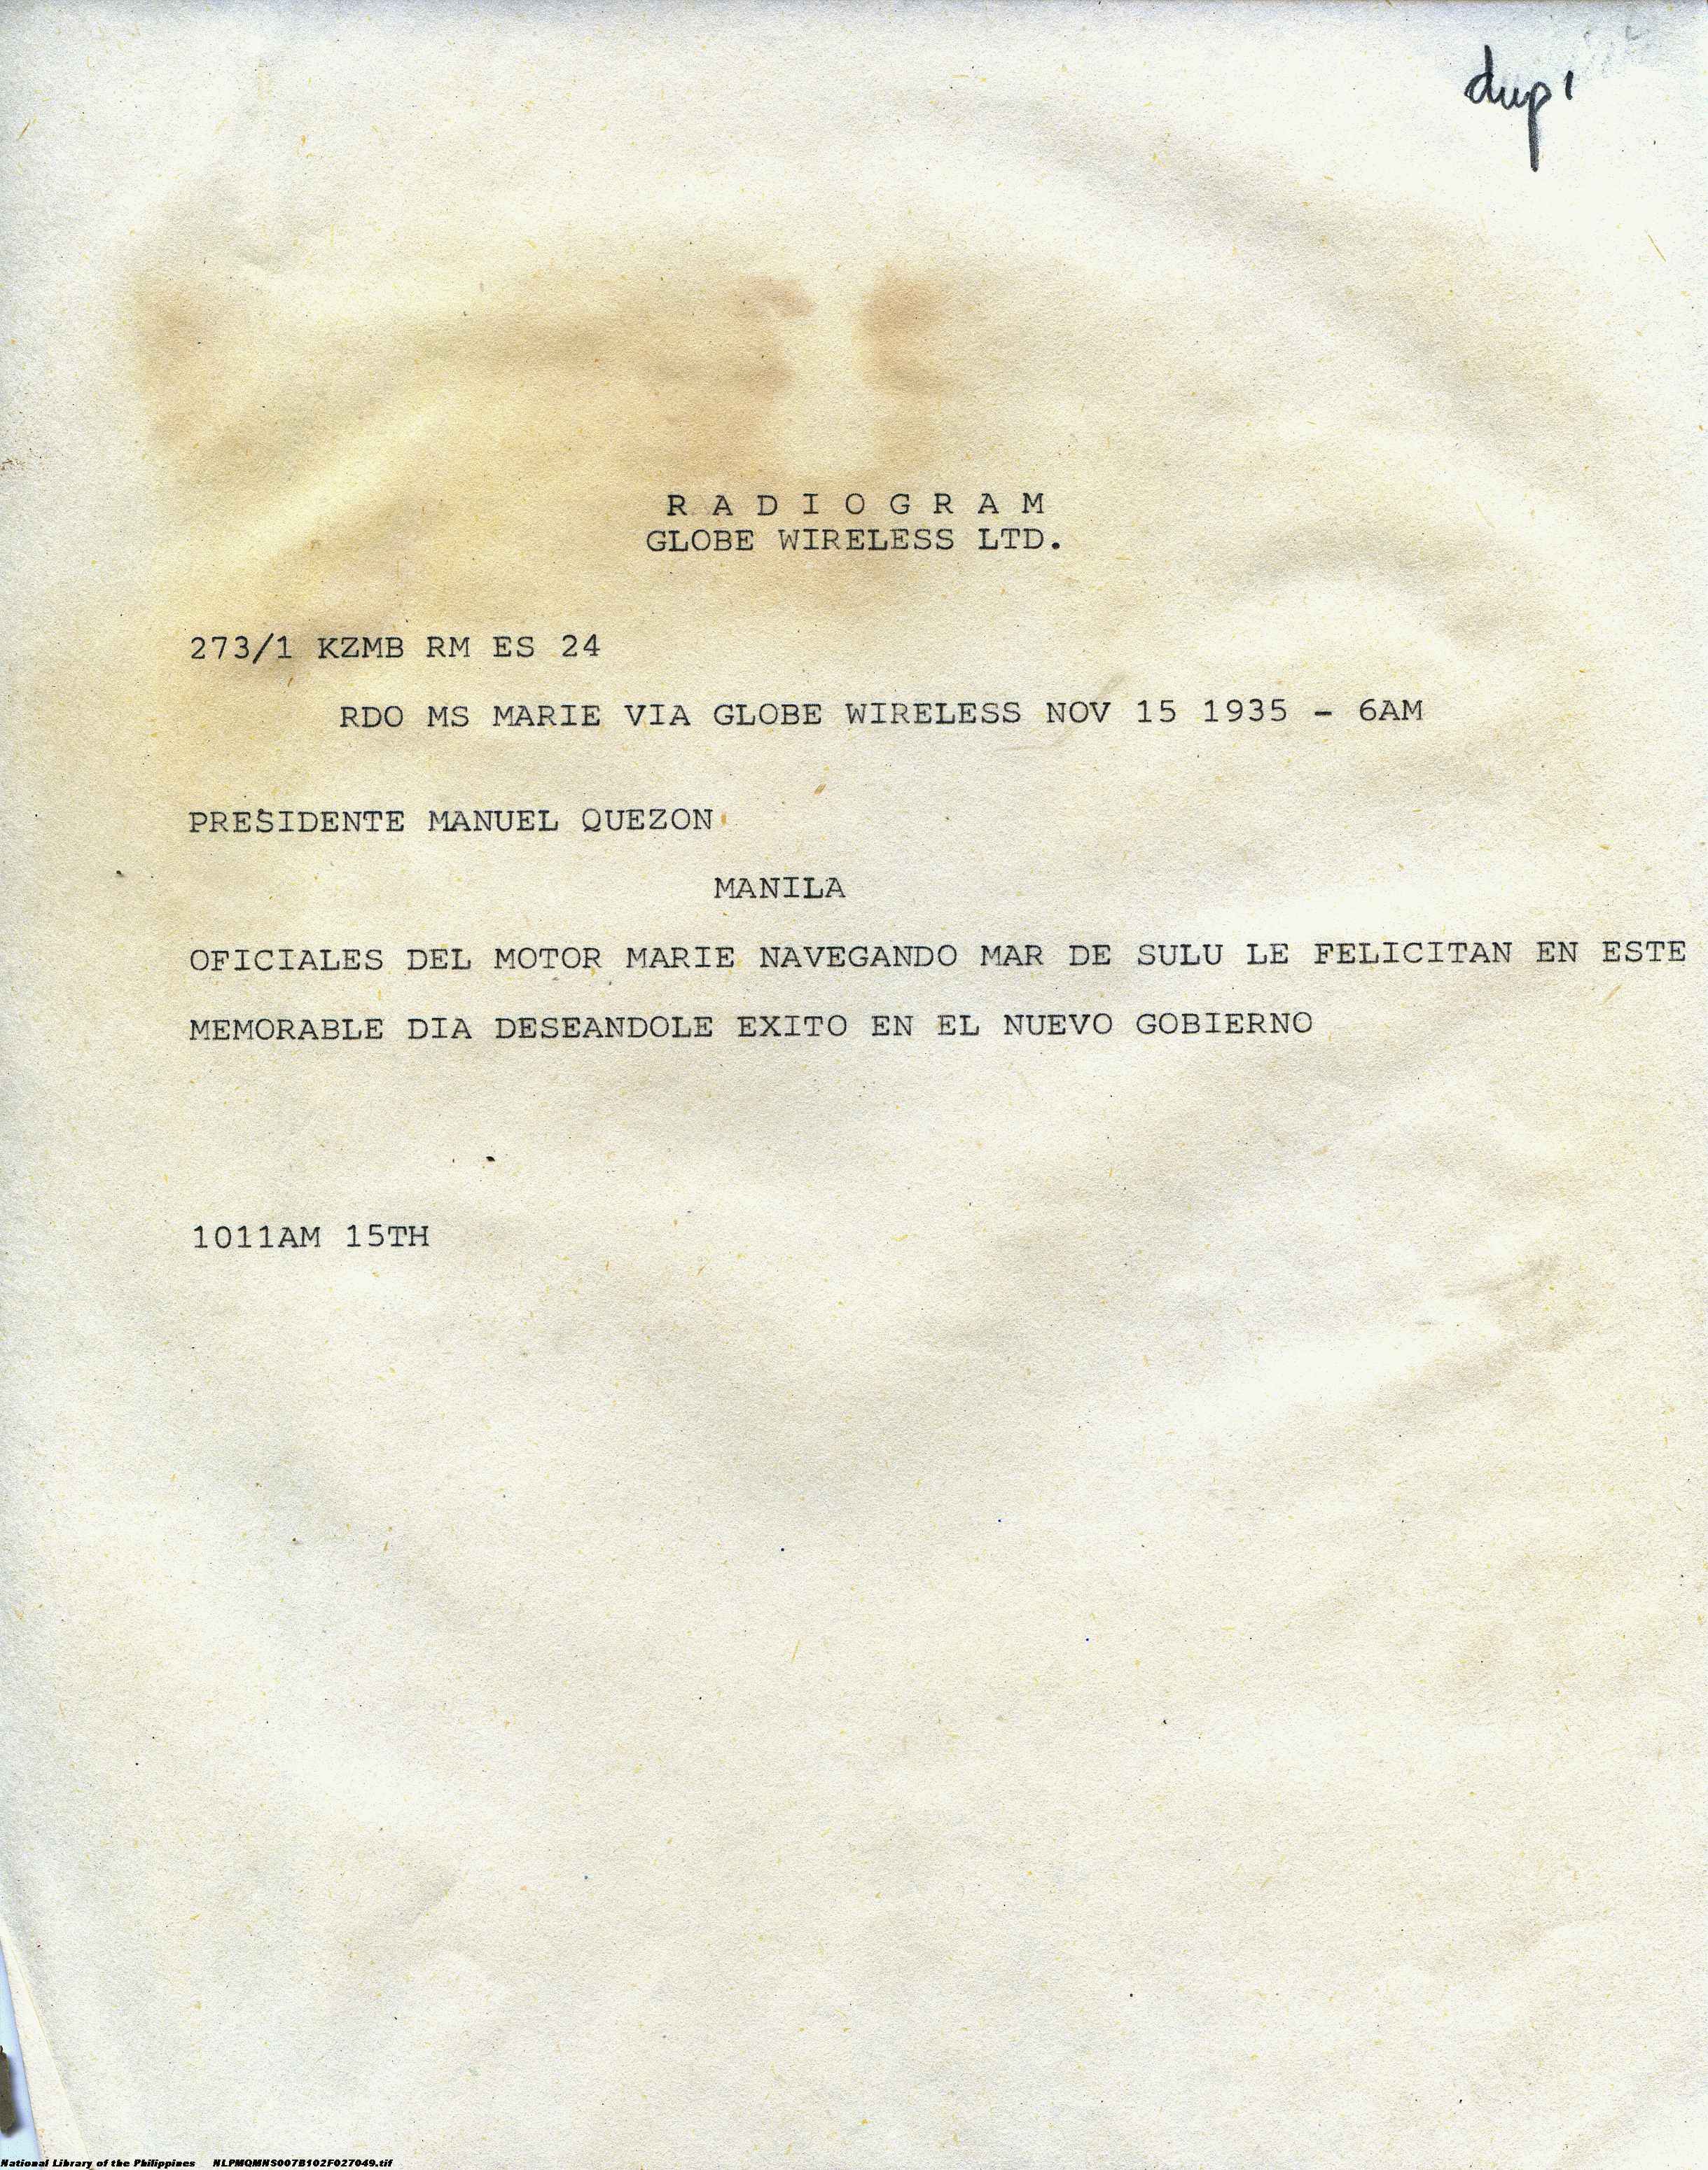 dup'
R A D I O G R A M
GLOBE WIRELESS LTD.
273/1 KZMB RM ES 24
RDO MS MARIE VIA GLOBE WIRELESS NOV 15 1935 - 6AM
PRESIDENTE MANUEL QUEZON
MANILA
OFICIALES DEL MOTOR MARIE NAVEGANDO MAR DE SULU LE FELICITAN EN ESTE
MEMORABLE DIA DESEANDOLE EXITO EN EL NUEVO GOBIERNO
1011AM 15TH
National Library of the Philippines NLPMQMNS007B102F027049.tif